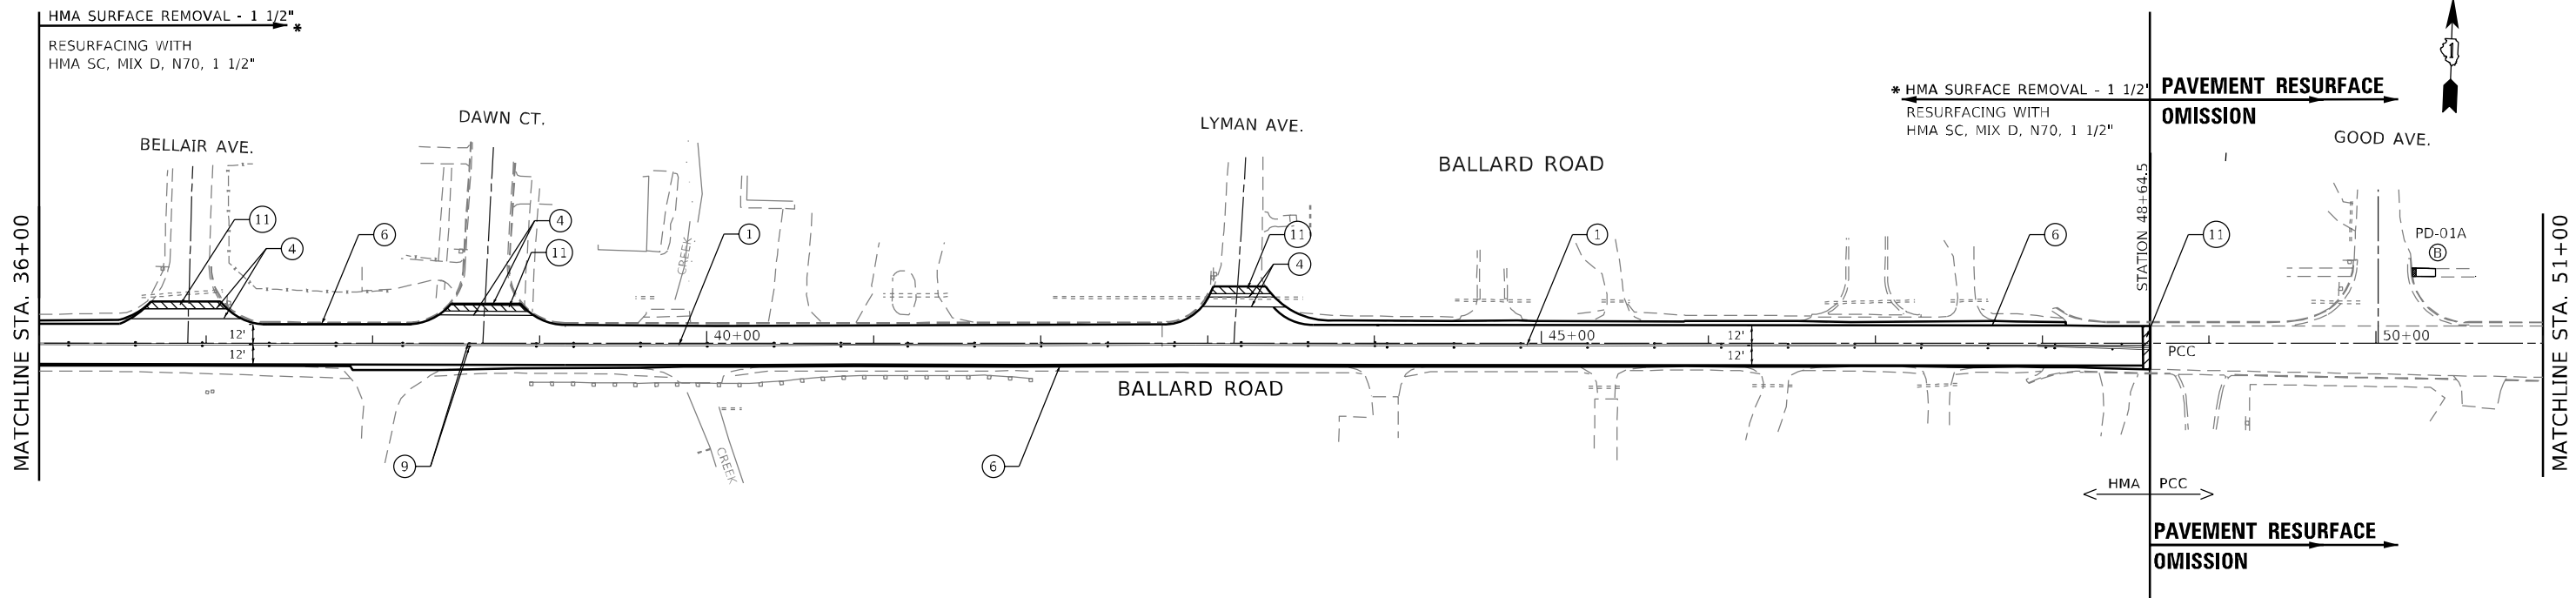 HMA SURFACE REMOVAL - 1 1/2"
*
RESURFACING WITH
HMA SC, MIX D, N70, 1 1/2"
1
* HMA SURFACE REMOVAL - 1 1/2"
PAVEMENT RESURFACE
OMISSION
RESURFACING WITH
HMA SC, MIX D, N70, 1 1/2"
BELLAIR AVE.
DAWN CT.
LYMAN AVE.
BALLARD ROAD
GOOD AVE.
MATCHLINE STA. 36+00
STATION 48+64.5
MATCHLINE STA. 51+00
11
4
6
4
11
CREEK
1
11
4
1
6
11
PD-01A
B
12'
12'
40+00
45+00
12'
12'
50+00
PCC
BALLARD ROAD
9
CREEK
6
HMA
PCC
PAVEMENT RESURFACE
OMISSION